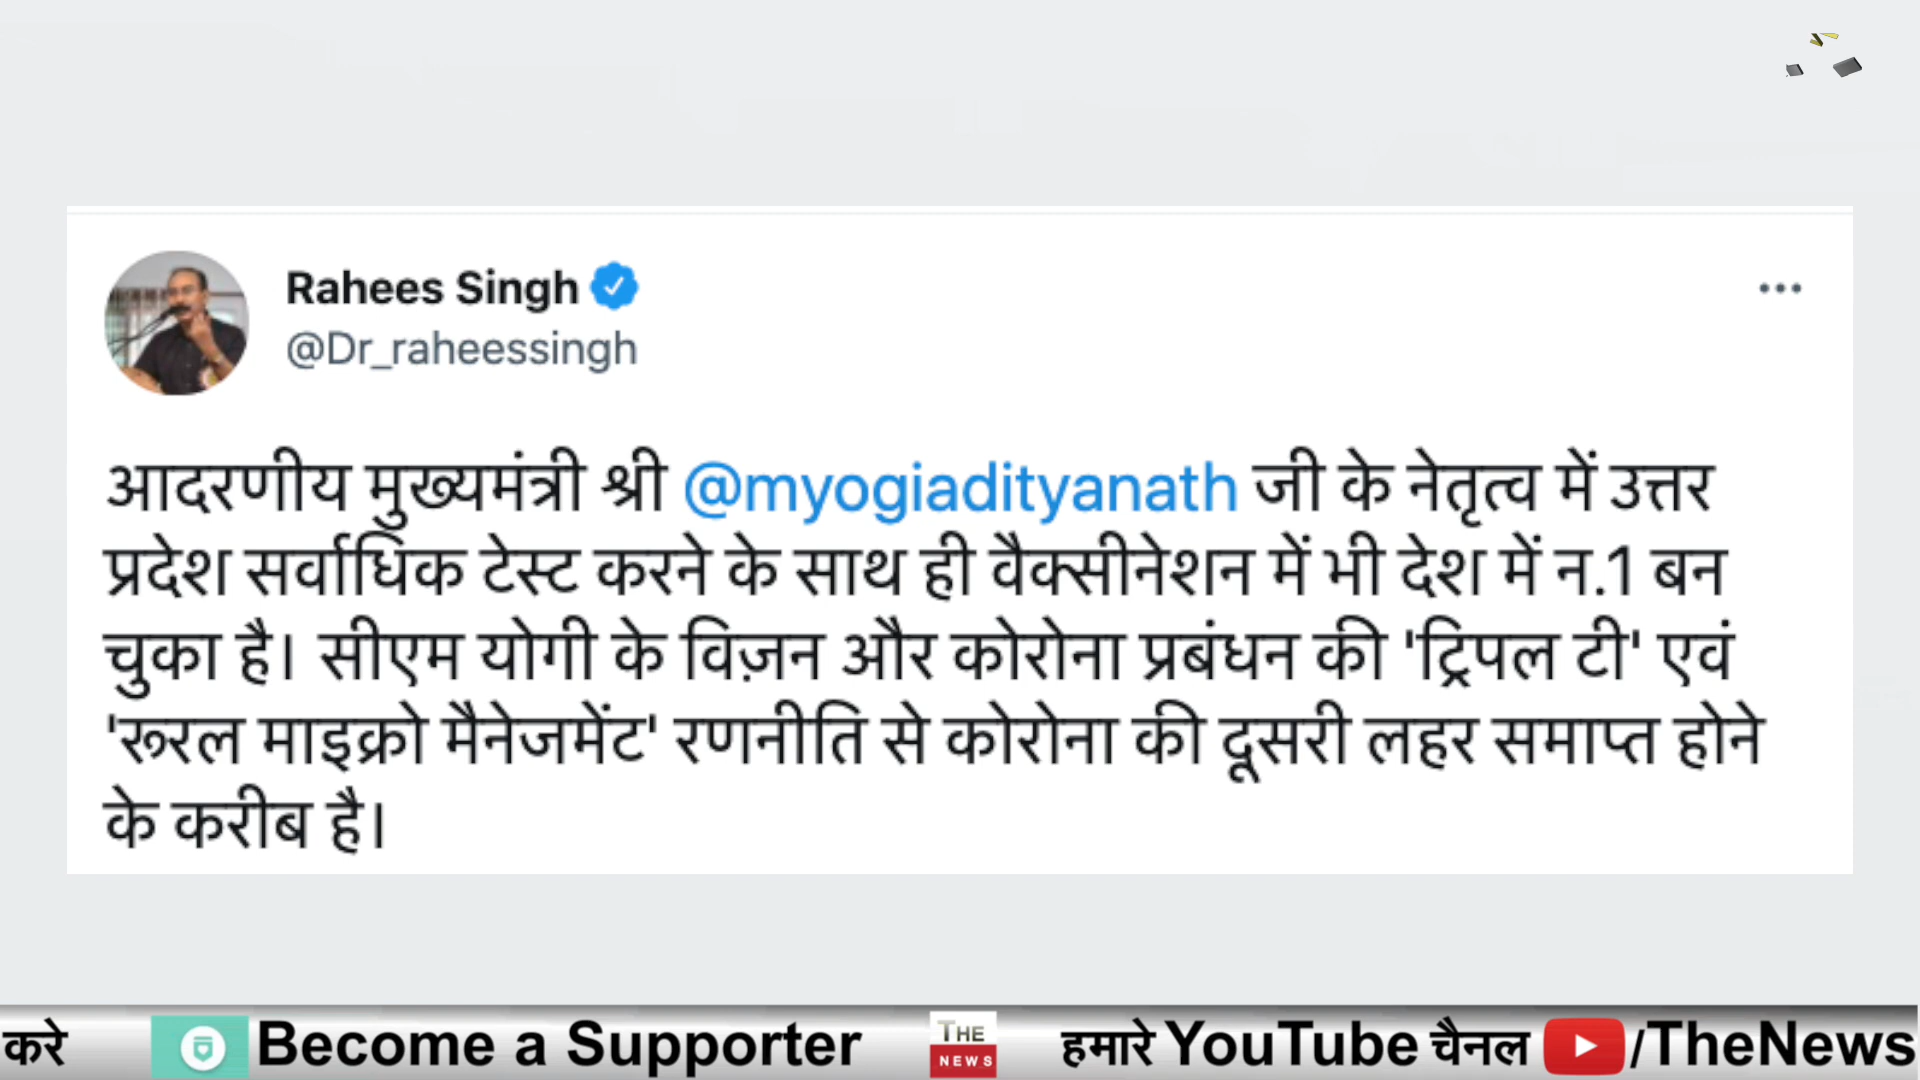 Rahees Singh
@Dr_raheessingh
आदरणीय मुख्यमंत्री श्री @myogiadityanath जी के नेतृत्व में उत्तर
प्रदेश सर्वाधिक टेस्ट करने के साथ ही वैक्सीनेशन में भी देश में न.1 बन
चुका है। सीएम योगी के विज़न और कोरोना प्रबंधन की 'ट्रिपल टी' एवं
'रूरल माइक्रो मैनेजमेंट' रणनीति से कोरोना की दूसरी लहर समाप्त होने
के करीब है।
करे Become a Supporter THE NEWS हमारे YouTube चैनल /TheNews